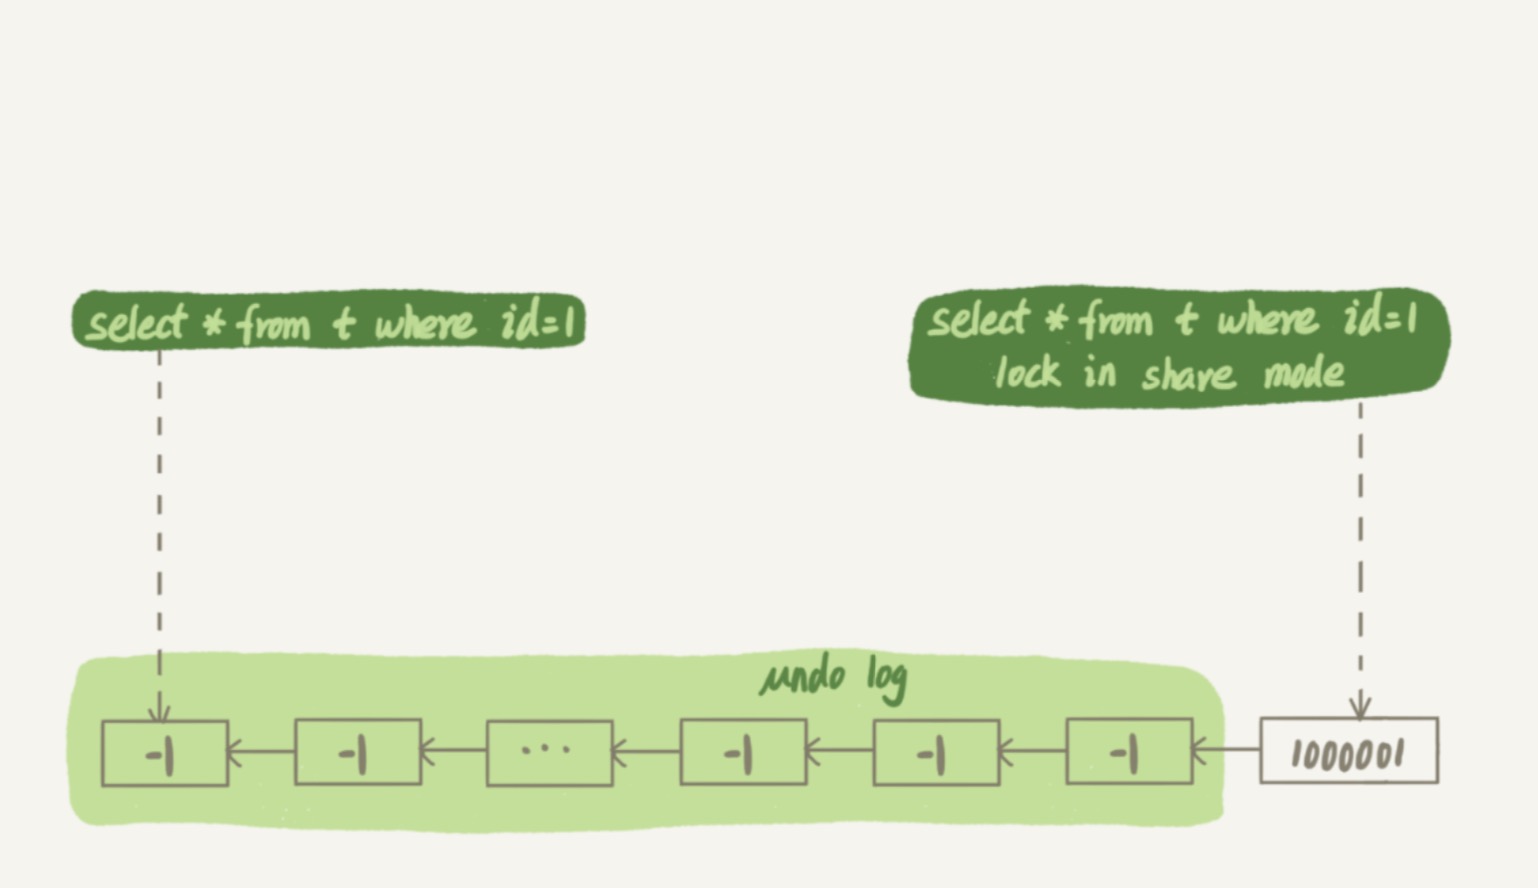 select * from t where id=1
select * from t where id=1
lock in share mode
undo log
-1
-1
...
-1
-1
-1
1000001